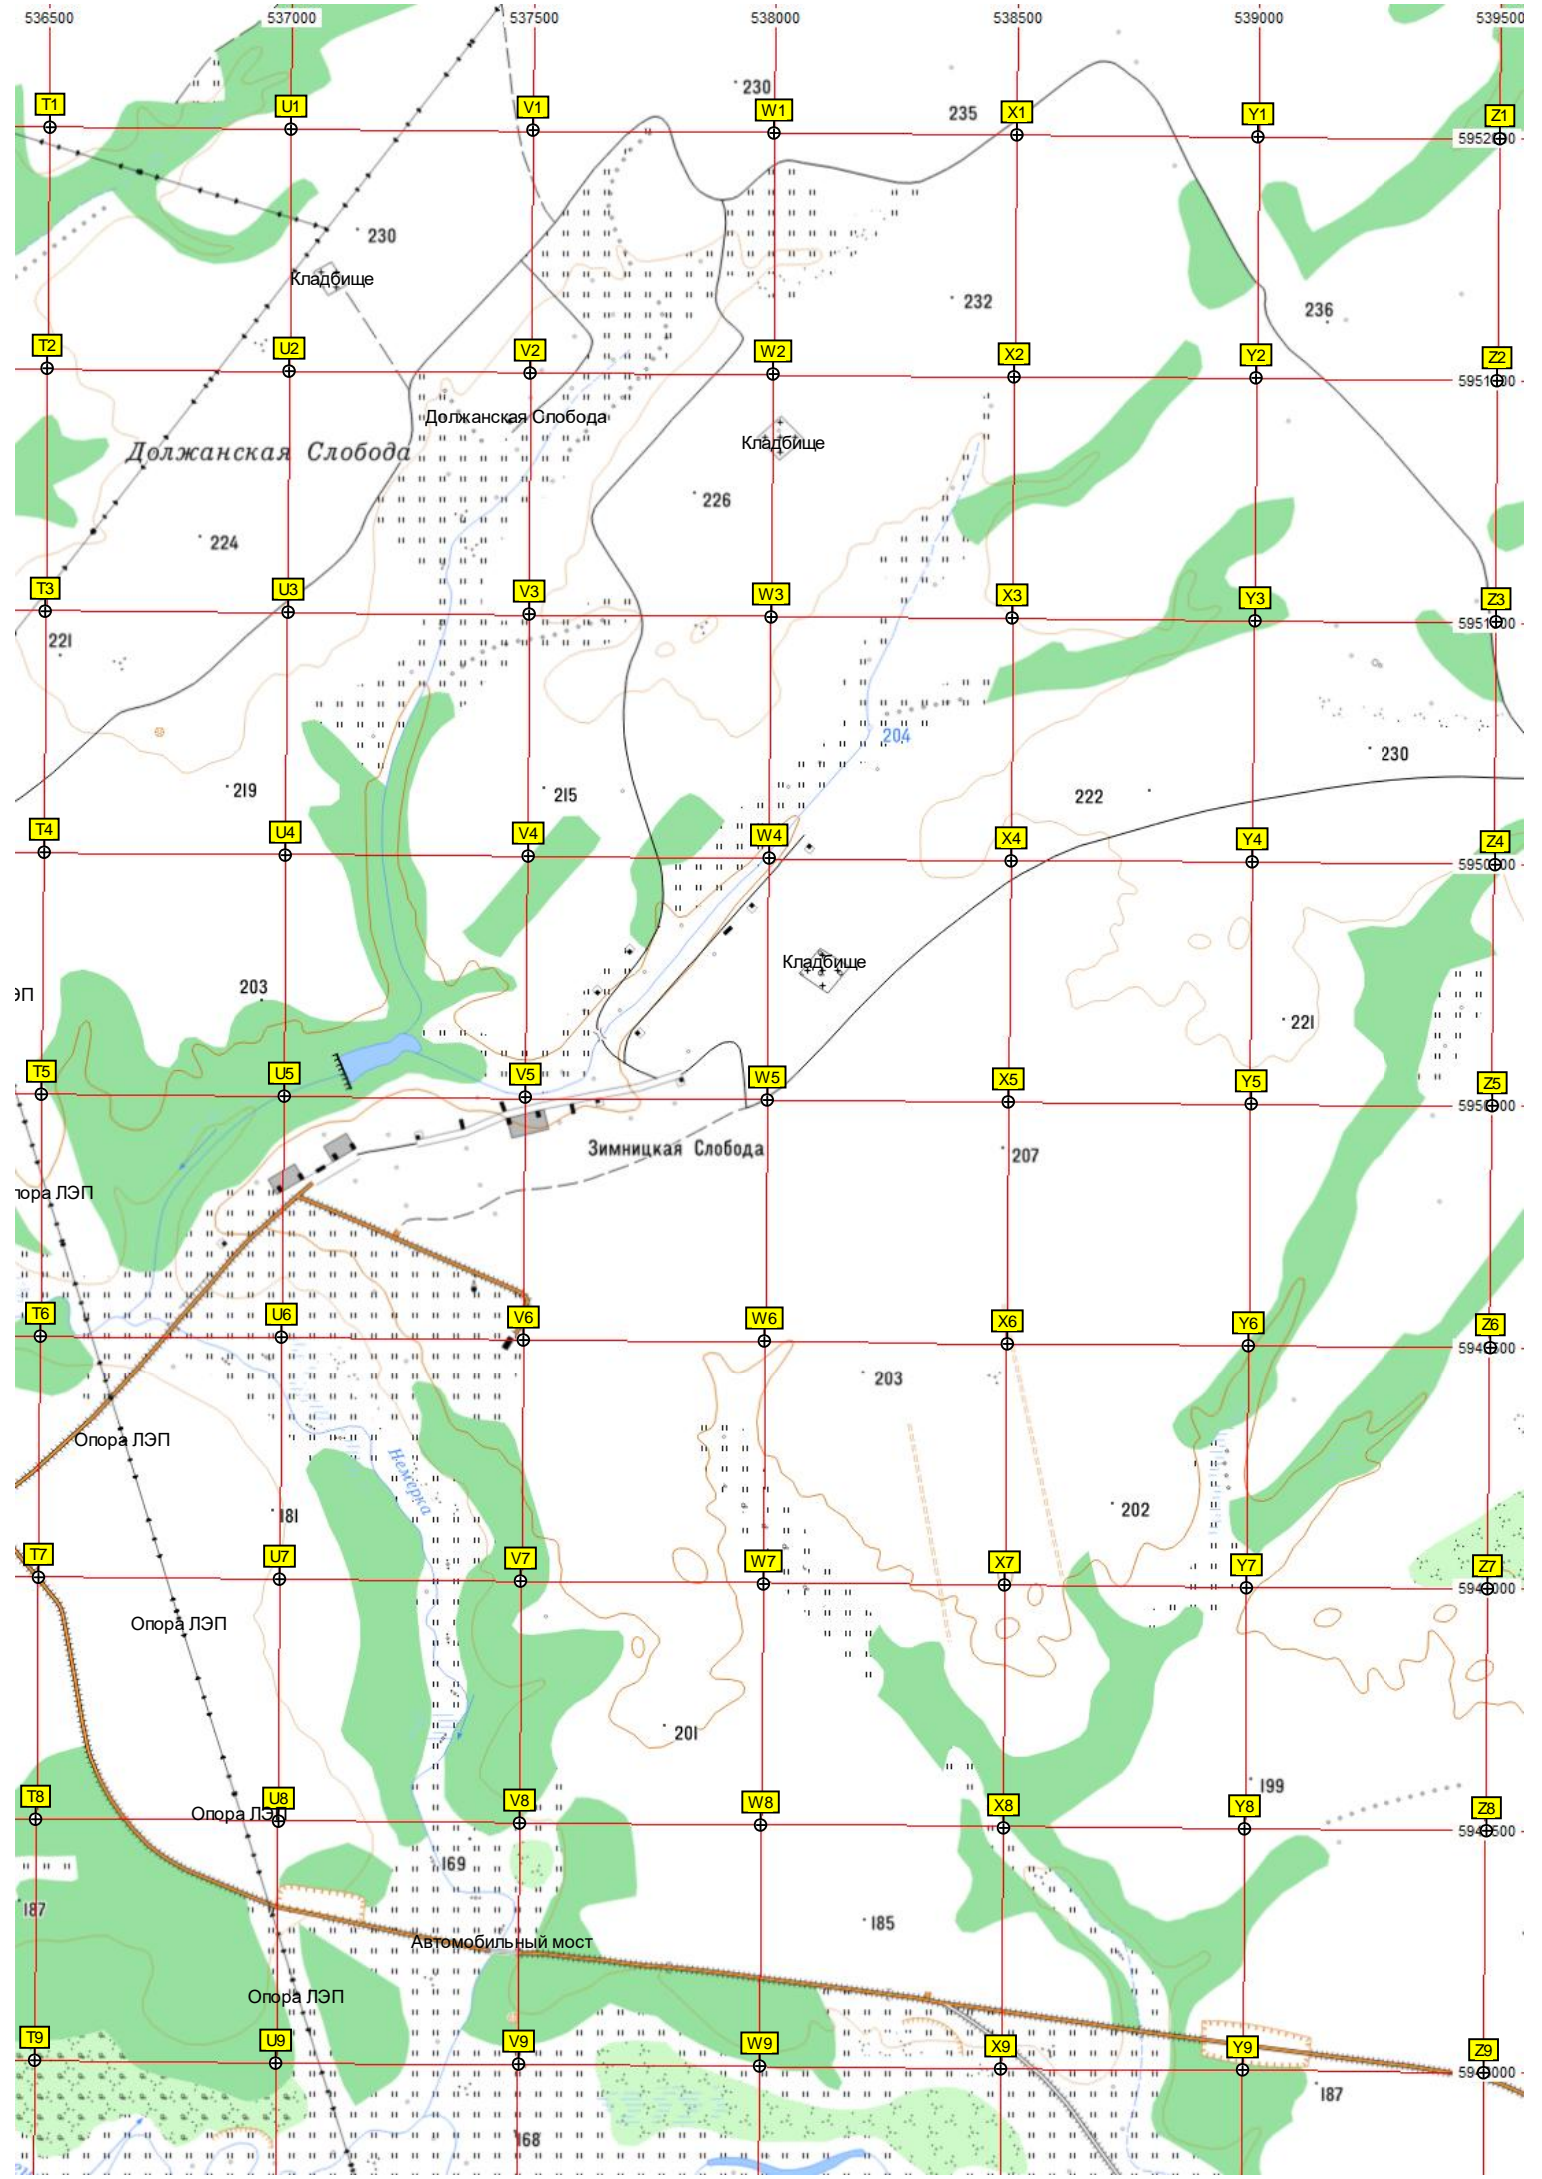 536500 537000 537500 538000 538500 539000 539500
230
235
T1 U1 V1 W1 X1 Y1 Z1
230
Кладбище
232
236
T2 U2 V2 W2 X2 Y2 Z2
Должанская Слобода
Должанская Слобода
Кладбище
226
224
T3 U3 V3 W3 X3 Y3 Z3
221
204
230
219
215
222
T4 U4 V4 W4 X4 Y4 Z4
Кладбище
203
221
T5 U5 V5 W5 X5 Y5 Z5
Зимницкая Слобода
207
пора ЛЭП
T6 U6 V6 W6 X6 Y6 Z6
203
Опора ЛЭП
Немерка
202
181
T7 U7 V7 W7 X7 Y7 Z7
Опора ЛЭП
201
199
T8 U8 V8 W8 X8 Y8 Z8
Опора ЛЭП
169
187
185
Автомобильный мост
Опора ЛЭП
T9 U9 V9 W9 X9 Y9 Z9
187
168